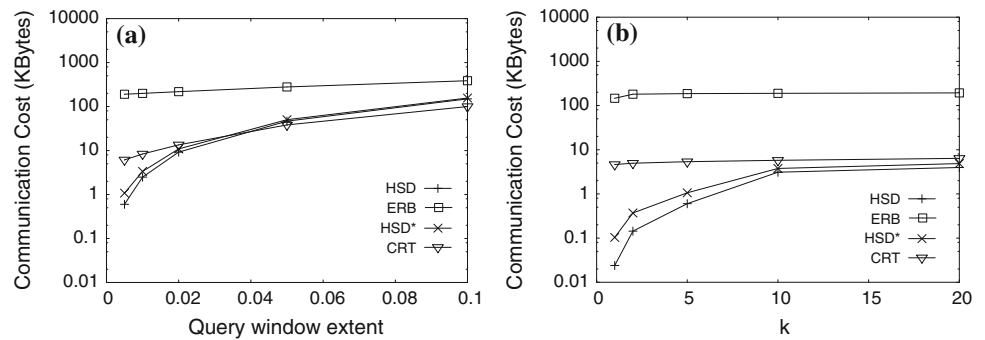 (a)
Communication Cost (KBytes)
10000
1000
100
10
1
0.1
0.01
0
0.02
0.04
0.06
0.08
0.1
Query window extent
HSD
ERB
HSD*
CRT
(b)
Communication Cost (KBytes)
10000
1000
100
10
1
0.1
0.01
0
5
10
15
20
k
HSD
ERB
HSD*
CRT